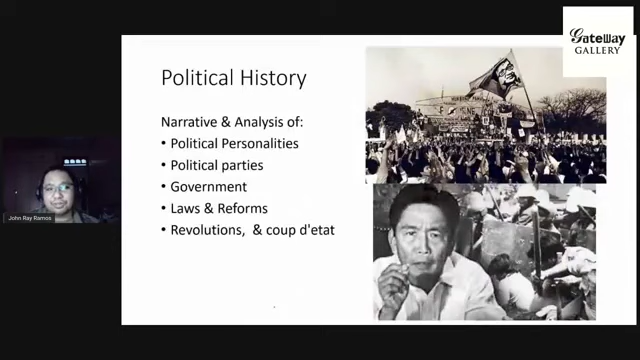 GateWay
GALLERY
Political History
Narrative & Analysis of:
• Political Personalities
• Political parties
• Government
• Laws & Reforms
• Revolutions, & coup d'etat
John Ray Ramos